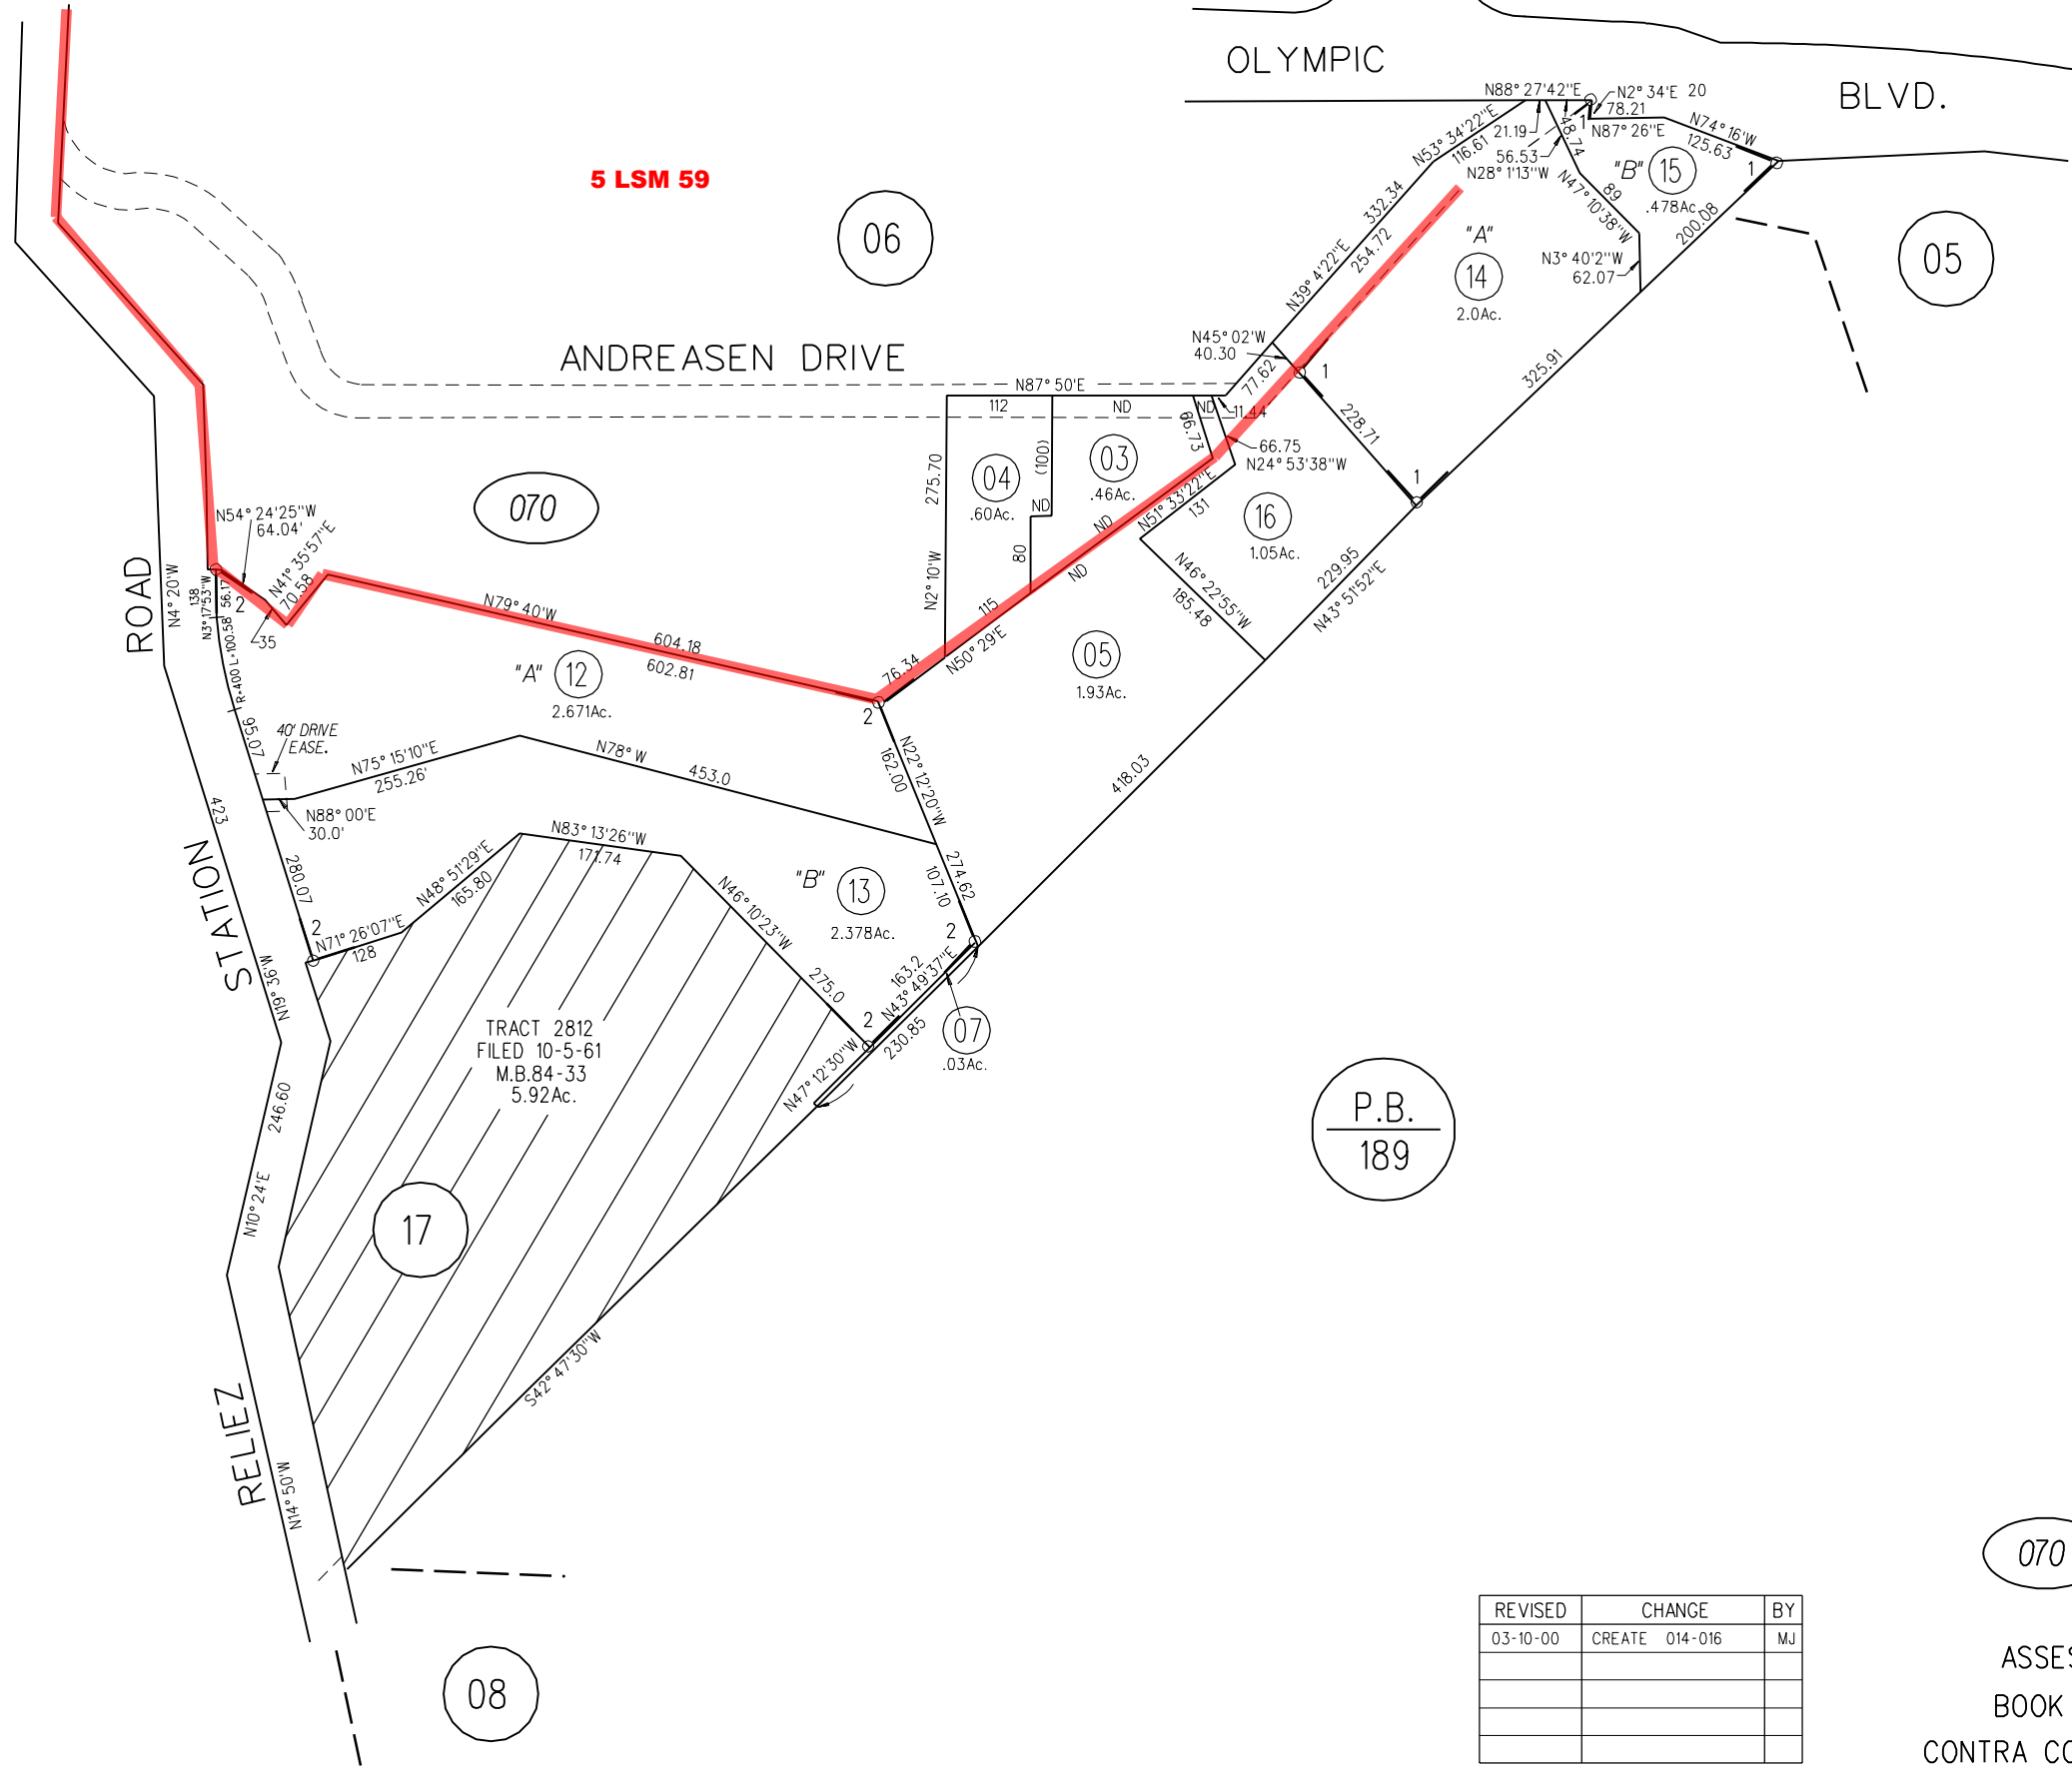 OLYMPIC
BLVD.
N88° 27'42"E
N2° 34'E 20
78.21
N87° 26"E
N74° 16"W
125.63
1
1
N53° 34'22"E
116.61
21.19
48.74
56.53
N28° 1'13"W
"B" 15
.478Ac.
89
N47° 10'38"W
N3° 40'2"W
62.07
200.08
05
5 LSM 59
06
332.34
N39° 4'22"E
254.72
"A"
14
2.0Ac.
325.91
ANDREASEN DRIVE
N87° 50'E
N45° 02'W
40.30
77.62
1
11.44
112
ND
ND
66.73
66.75
N24° 53'38"W
228.71
1
275.70
(100)
04
.60Ac.
03
.46Ac.
ND
ND
ND
80
N2° 10'W
115
N50° 29'E
N51° 33'22"E
131
16
1.05Ac.
N46° 22'55"W
185.48
229.95
N43° 51'52"E
070
N54° 24'25"W
64.04'
N41° 35'57"E
70.58
35
2
N4° 20'W
138
N3° 17'53"W
56.17
R=400 L=100.58
ROAD
N79° 40'W
604.18
602.81
"A" 12
2.671Ac.
76.34
2
05
1.93Ac.
95.07
40' DRIVE
EASE.
N75° 15'10"E
255.26'
N88° 00'E
30.0'
N78° W
453.0
N22° 12'20"W
162.00
274.62
107.10
418.03
423
STATION
280.07
2
N71° 26'07"E
128
N48° 51'29"E
165.80
N83° 13'26"W
171.74
N46° 10'23"W
275.0
"B" 13
2.378Ac.
2
163.2
N43° 49'37"E
230.85
2
N47° 12'30"W
07
.03Ac.
N19° 36'W
TRACT 2812
FILED 10-5-61
M.B.84-33
5.92Ac.
246.60
N10° 24'E
17
S42° 47'30"W
P.B.
189
RELIEZ
N14° 50'W
08
070
REVISED CHANGE BY
03-10-00 CREATE 014-016 MJ
ASSES
BOOK
CONTRA CO